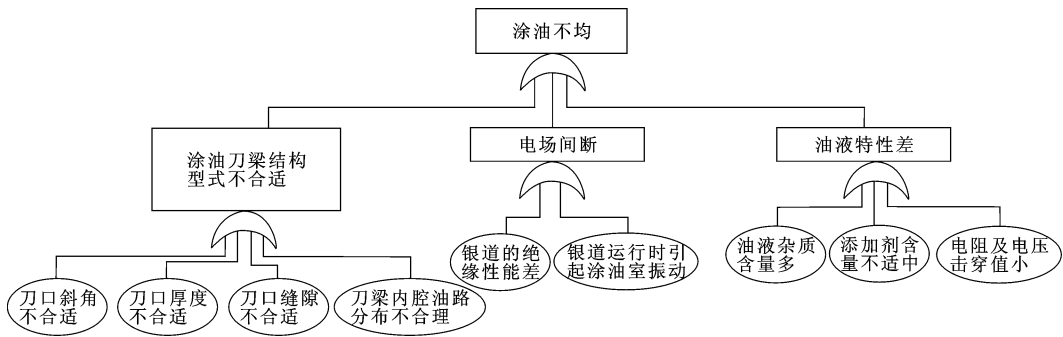 涂油不均
涂油刀梁结构
型式不合适
电场间断
油液特性差
银道的绝
缘性能差
银道运行时引
起涂油室振动
油液杂质
含量多
添加剂含
量不适中
电阻及电压
击穿值小
刀口斜角
不合适
刀口厚度
不合适
刀口缝隙
不合适
刀梁内腔油路
分布不合理